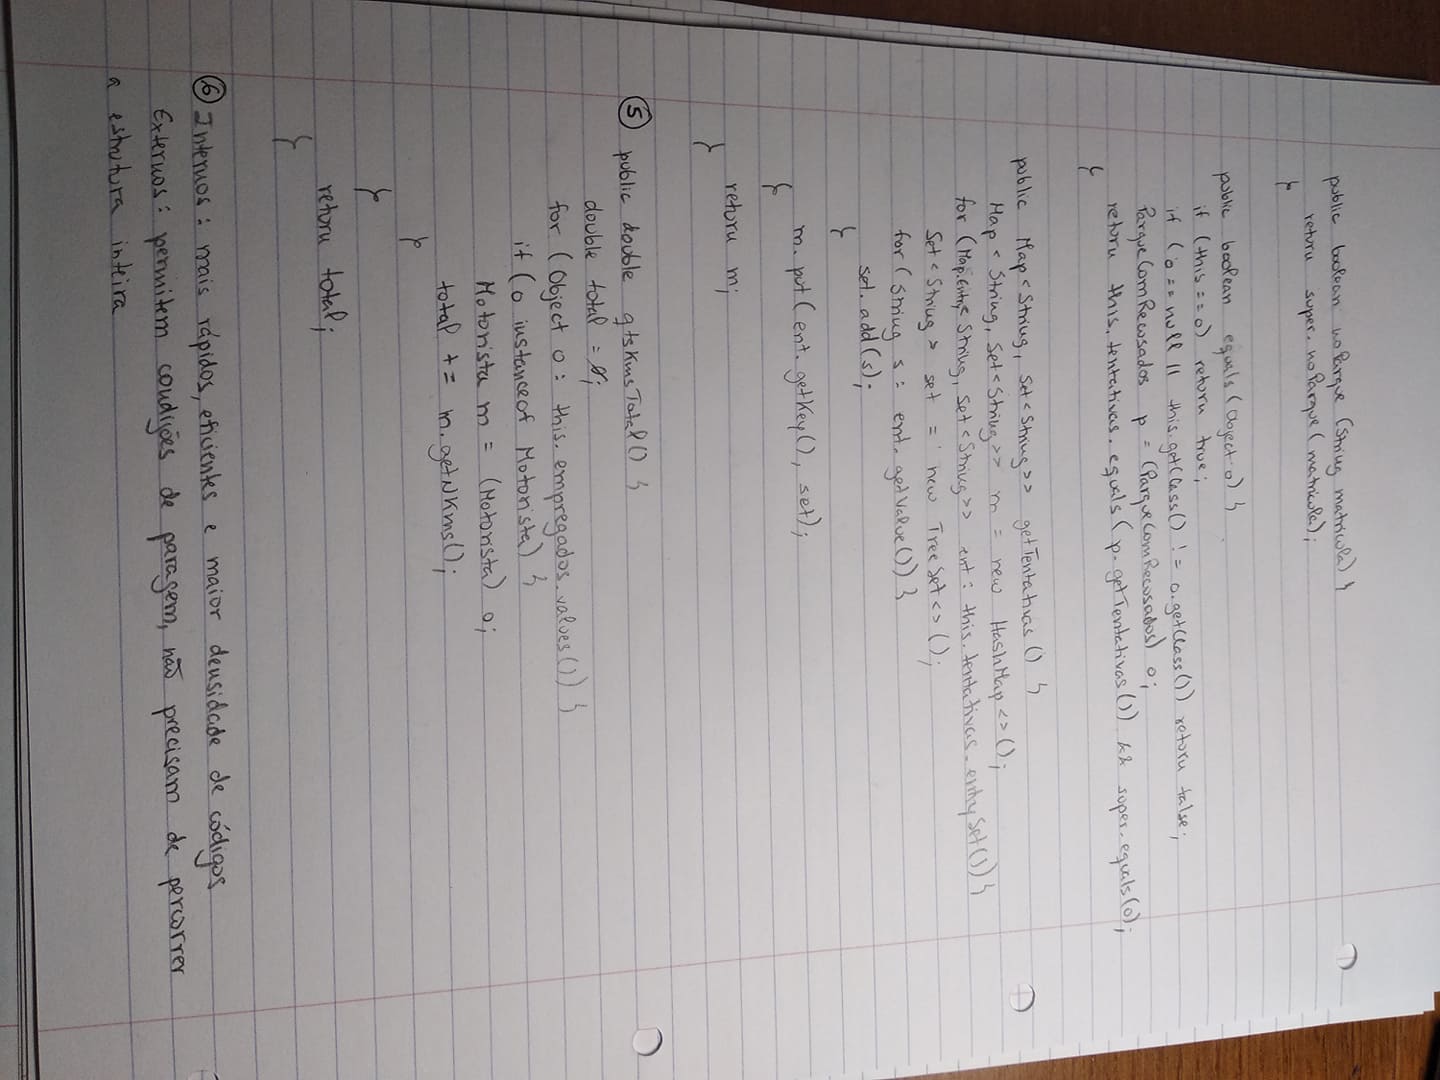 public boolean noParque (String matricula) {
return super.noParque(matricula);
}
public boolean equals (Object o) {
if (this == o) return true;
if (o == null || this.getClass() != o.getClass()) return false;
ParqueComRecusados p = (ParqueComRecusados) o;
return this.tentativas.equals(p.getTentativas()) && super.equals(o);
}
public Map<String, Set<String>> getTentativas () {
Map<String, Set<String>> m = new HashMap<>();
for (Map.Entry<String, Set<String>> ent : this.tentativas.entrySet()) {
Set<String> set = new TreeSet<>();
for (String s : ent.getValue()) {
set.add(s);
}
m.put(ent.getKey(), set);
}
return m;
}
5 public double qtsKmsTotal() {
double total = 0;
for (Object o : this.empregados.values()) {
if (o instanceof Motorista) {
Motorista m = (Motorista) o;
total += m.getNKms();
}
}
return total;
}
6 Internos: mais rápidos, eficientes e maior densidade de códigos
Externos: permitem condições de paragem, não precisam de percorrer
a estrutura inteira